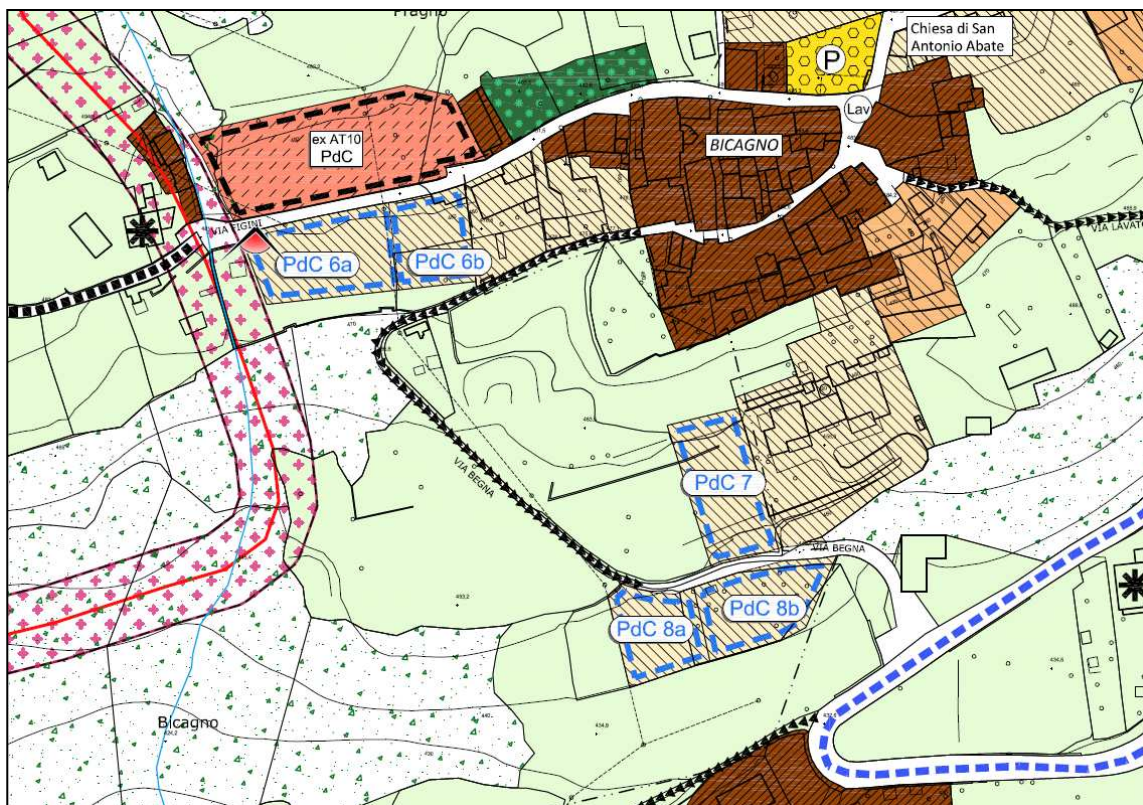 Pragno
Chiesa di San
Antonio Abate
P
Lav
ex AT10
PdC
BICAGNO
VIA FIGINI
VIA LAVATO
PdC 6a
PdC 6b
VIA BEGNA
PdC 7
VIA BEGNA
PdC 8b
PdC 8a
Bicagno